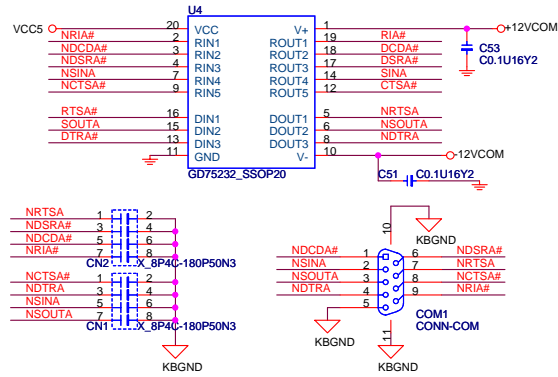 U4
VCC5 20 VCC V+ 1 +12VCOM
NRIA# 2 RIN1 ROUT1 19 RIA#
NDCDA# 3 RIN2 ROUT2 18 DCDA#
NDSRA# 4 RIN3 ROUT3 17 DSRA#
NSINA 7 RIN4 ROUT4 14 SINA
NCTSA# 9 RIN5 ROUT5 12 CTSA#
C53
C0.1U16Y2
RTSA# 16 DIN1 DOUT1 5 NRTSA
SOUTA 15 DIN2 DOUT2 6 NSOUTA
DTRA# 13 DIN3 DOUT3 8 NDTRA
11 GND V- 10 -12VCOM
GD75232_SSOP20
C51 C0.1U16Y2
NRTSA 1 2
NDSRA# 3 4
NDCDA# 5 6
NRIA# 7 8
CN2 X_8P4C-180P50N3
NCTSA# 1 2
NDTRA 3 4
NSINA 5 6
NSOUTA 7 8
CN1 X_8P4C-180P50N3
KBGND
10
KBGND
NDCDA# 1 6 NDSRA#
NSINA 2 7 NRTSA
NSOUTA 3 8 NCTSA#
NDTRA 4 9 NRIA#
5
COM1
CONN-COM
11
KBGND
KBGND